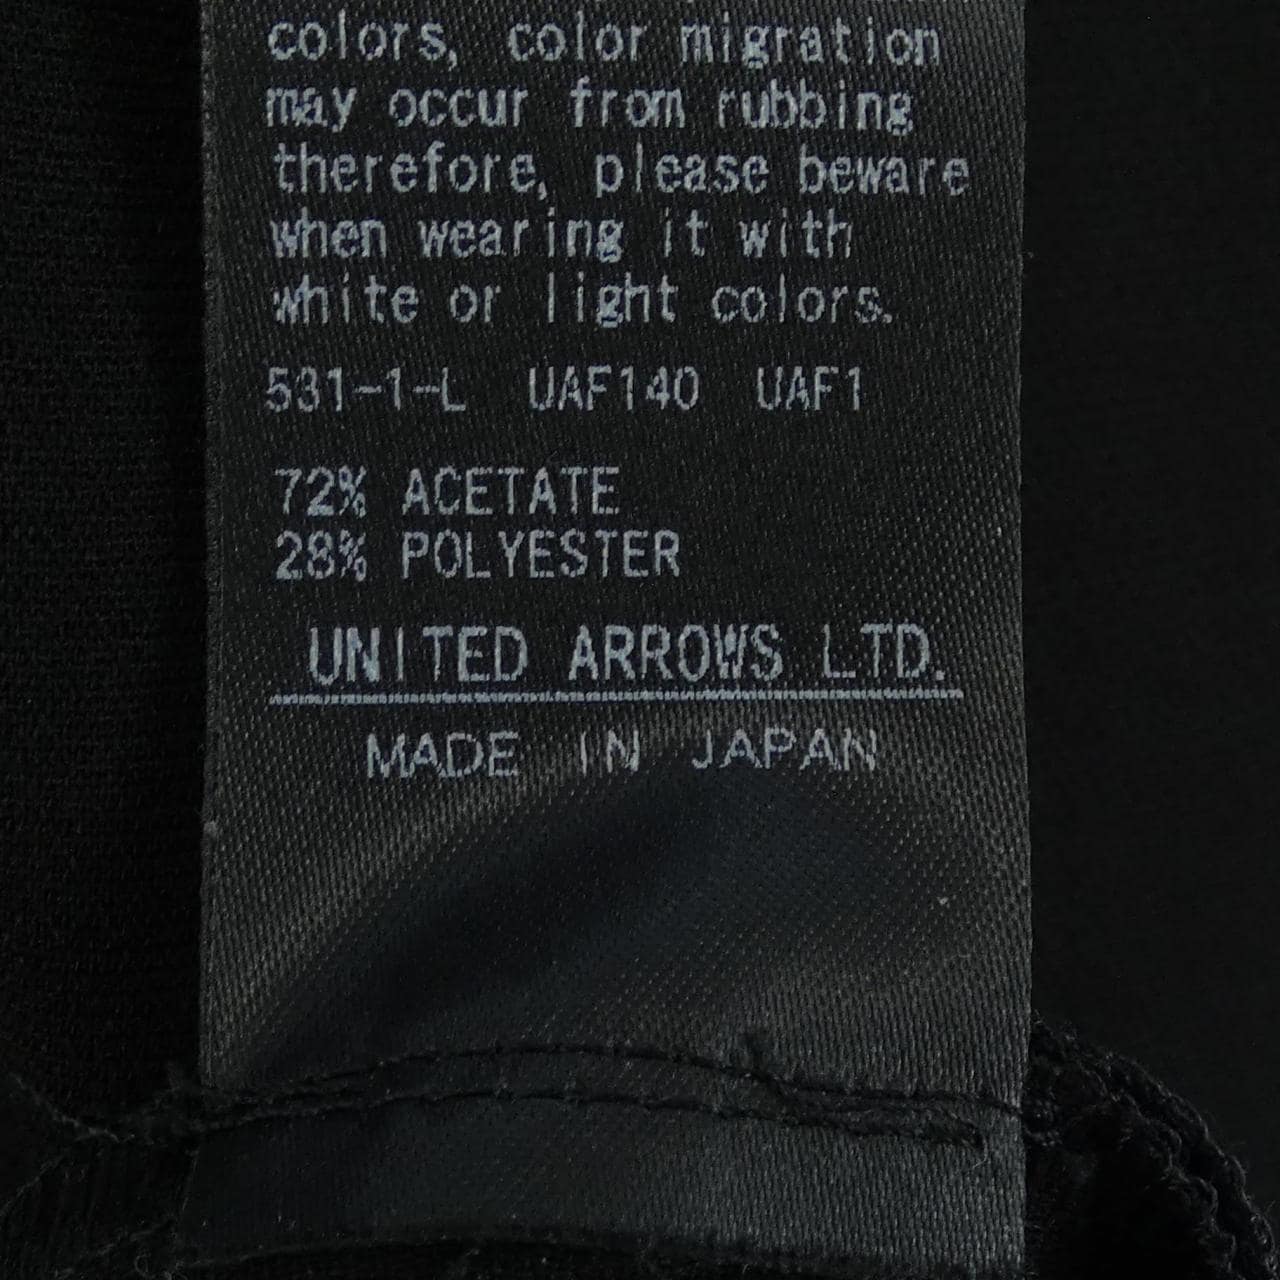 colors, color migration
may occur from rubbing
therefore, please beware
when wearing it with
white or light colors.
531-1-L UAF140 UAF1
72% ACETATE
28% POLYESTER
UNITED ARROWS LTD.
MADE IN JAPAN